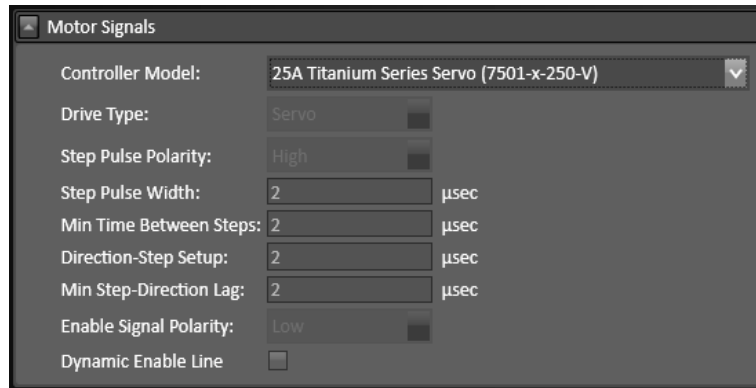 Motor Signals
Controller Model: 25A Titanium Series Servo (7501-x-250-V)
Drive Type: Servo
Step Pulse Polarity: High
Step Pulse Width: 2 µsec
Min Time Between Steps: 2 µsec
Direction-Step Setup: 2 µsec
Min Step-Direction Lag: 2 µsec
Enable Signal Polarity: Low
Dynamic Enable Line